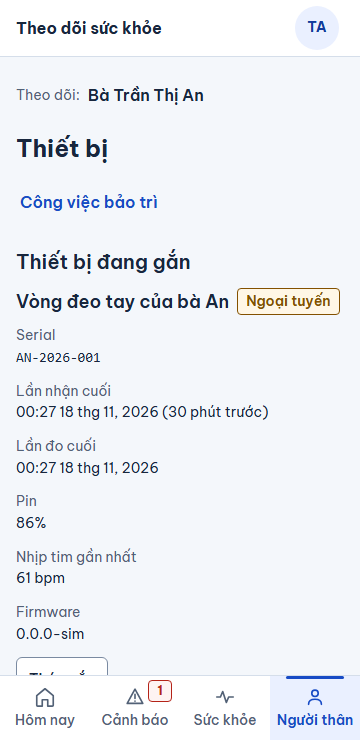 Theo dõi sức khỏe
TA
Theo dõi: Bà Trần Thị An
Thiết bị
Công việc bảo trì
Thiết bị đang gắn
Vòng đeo tay của bà An Ngoại tuyến
Serial
AN-2026-001
Lần nhận cuối
00:27 18 thg 11, 2026 (30 phút trước)
Lần đo cuối
00:27 18 thg 11, 2026
Pin
86%
Nhịp tim gần nhất
61 bpm
Firmware
0.0.0-sim
1
Hôm nay Cảnh báo Sức khỏe Người thân